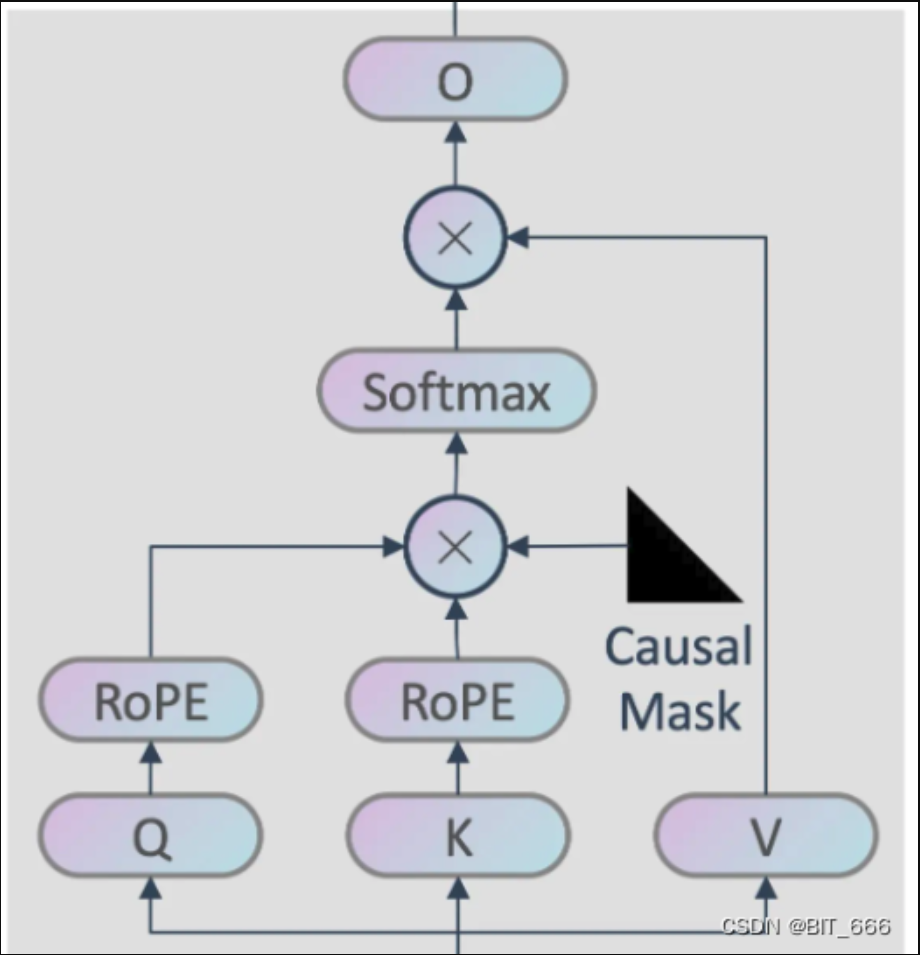 O
×
Softmax
×
Causal
Mask
RoPE
RoPE
Q
K
V
CSDN @BIT_666